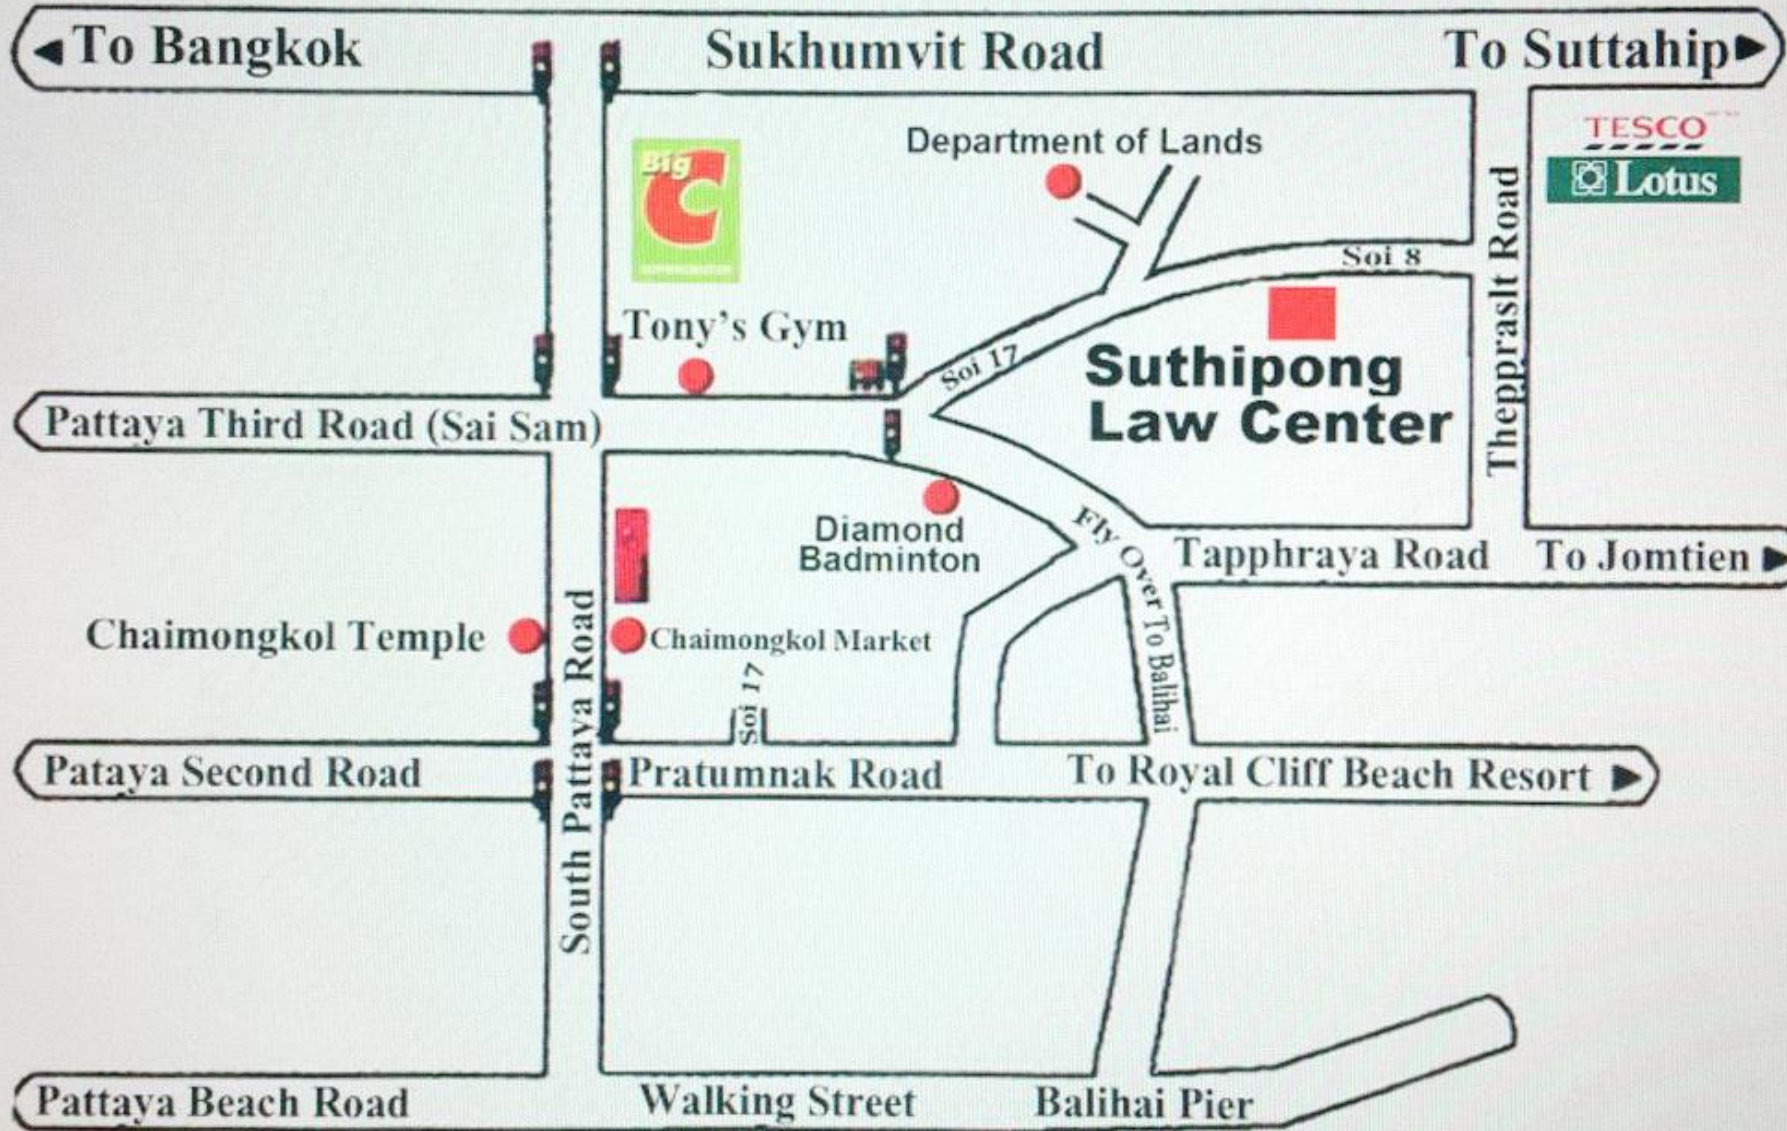 To Bangkok
Sukhumvit Road
To Suttahip
TESCO
Lotus
Department of Lands
Big
C
Soi 8
Theppraslt Road
Tony's Gym
Soi 17
Suthipong
Law Center
Pattaya Third Road (Sai Sam)
Diamond
Badminton
Fly Over To Balihai
Tapphraya Road
To Jomtien
Chaimongkol Temple
Chaimongkol Market
Soi 17
South Pattaya Road
Pataya Second Road
Pratumnak Road
To Royal Cliff Beach Resort
Pattaya Beach Road
Walking Street
Balihai Pier